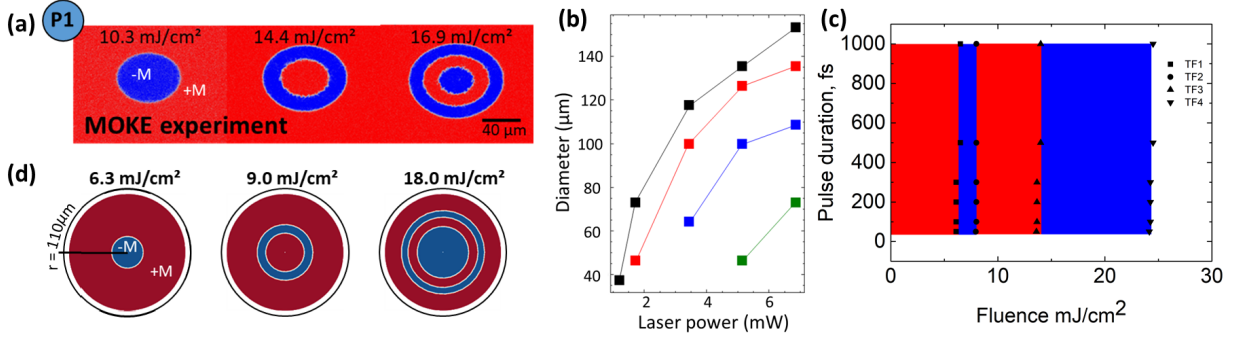 (a)
P1
10.3 mJ/cm² 14.4 mJ/cm² 16.9 mJ/cm²
-M
+M
MOKE experiment
40 µm
(d)
6.3 mJ/cm² 9.0 mJ/cm² 18.0 mJ/cm²
r = 110µm
-M
+M
(b)
Diameter (µm)
140
120
100
80
60
40
2 4 6
Laser power (mW)
(c)
Pulse duration, fs
1000
800
600
400
200
0
0 10 20 30
Fluence mJ/cm²
TF1
TF2
TF3
TF4